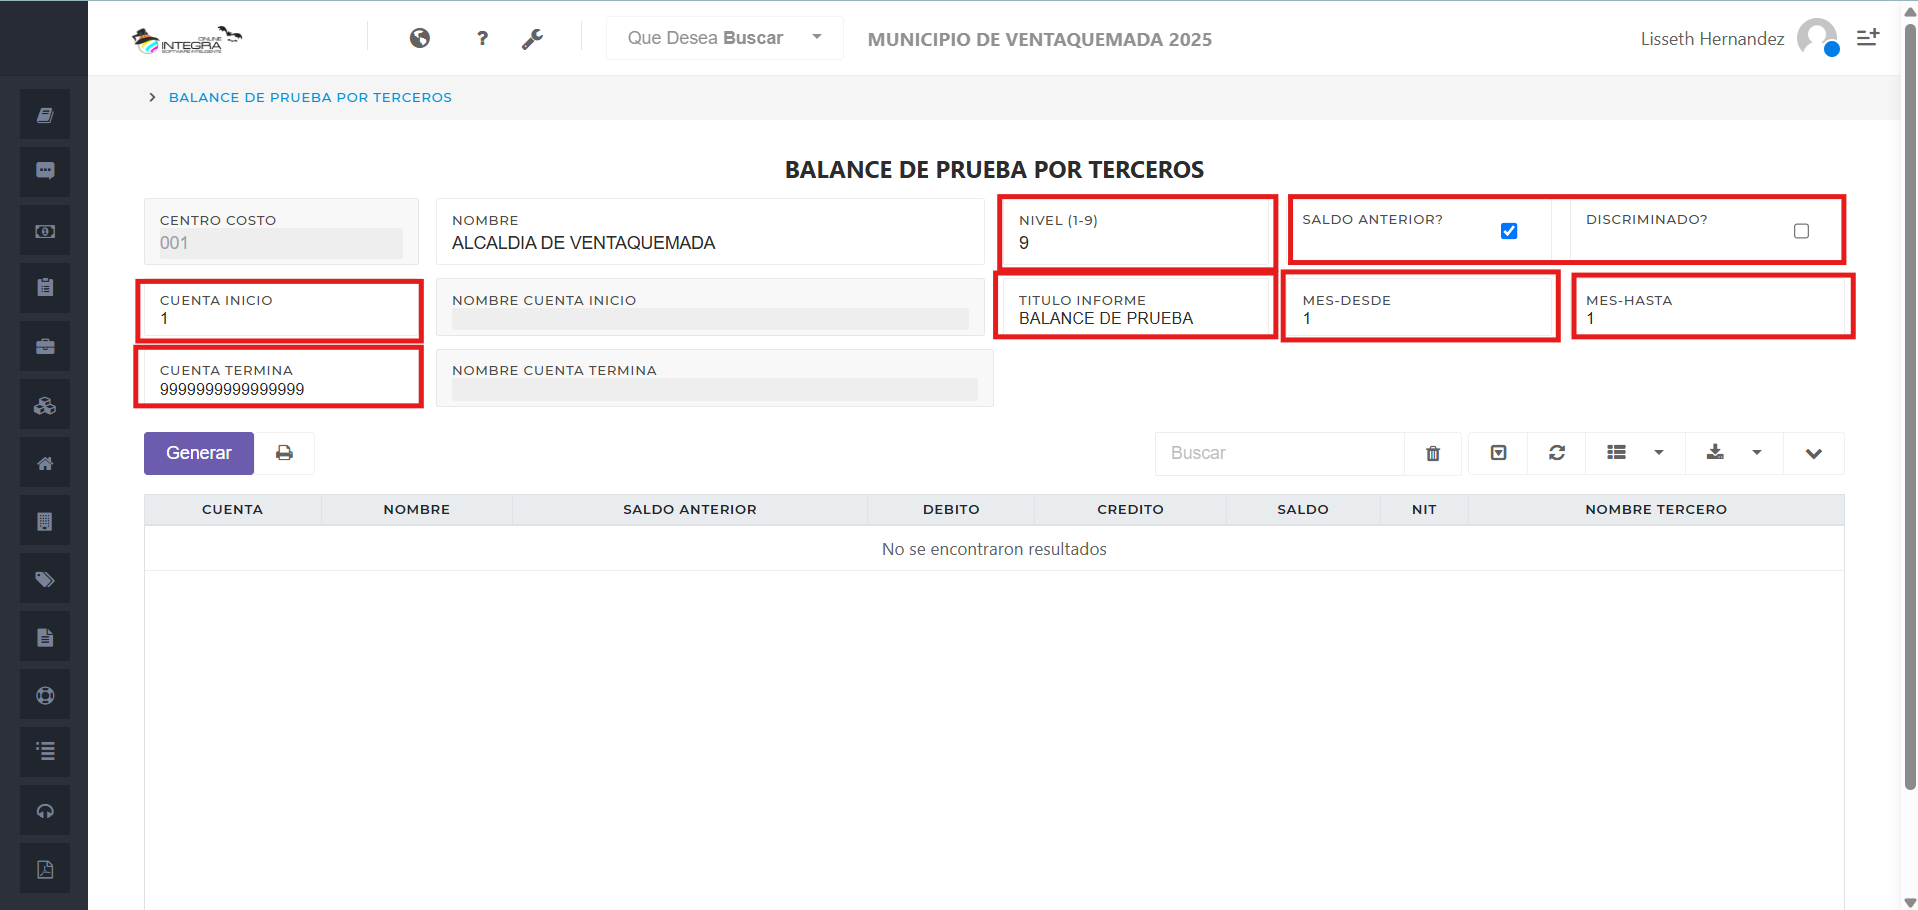 ONLINE
INTEGRA
SOFTWARE INTELIGENTE
?
Que Desea Buscar
MUNICIPIO DE VENTAQUEMADA 2025
Lisseth Hernandez
> BALANCE DE PRUEBA POR TERCEROS
BALANCE DE PRUEBA POR TERCEROS
CENTRO COSTO
001
NOMBRE
ALCALDIA DE VENTAQUEMADA
NIVEL (1-9)
9
SALDO ANTERIOR?
DISCRIMINADO?
CUENTA INICIO
1
NOMBRE CUENTA INICIO
TITULO INFORME
BALANCE DE PRUEBA
MES-DESDE
1
MES-HASTA
1
CUENTA TERMINA
9999999999999999
NOMBRE CUENTA TERMINA
Generar
Buscar
CUENTA NOMBRE SALDO ANTERIOR DEBITO CREDITO SALDO NIT NOMBRE TERCERO
No se encontraron resultados